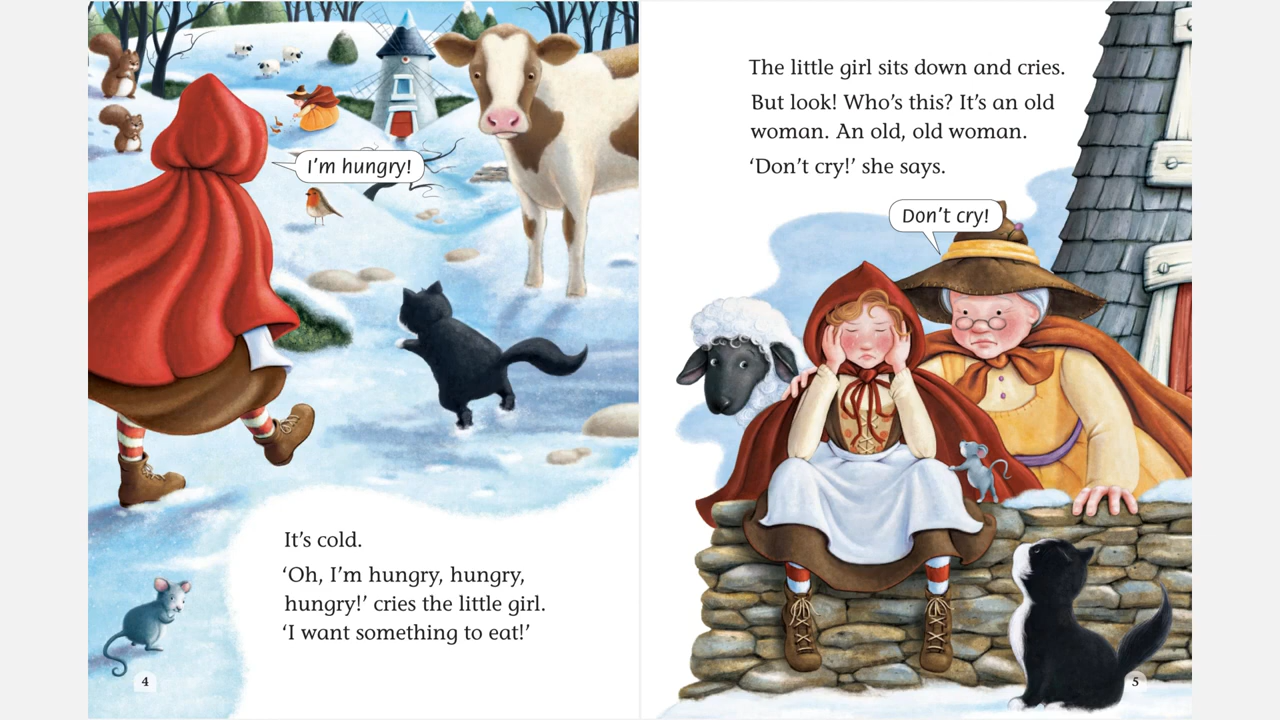 I'm hungry!
It's cold.
‘Oh, I'm hungry, hungry,
hungry!’ cries the little girl.
‘I want something to eat!’
4
The little girl sits down and cries.
But look! Who's this? It's an old
woman. An old, old woman.
‘Don't cry!’ she says.
Don't cry!
5